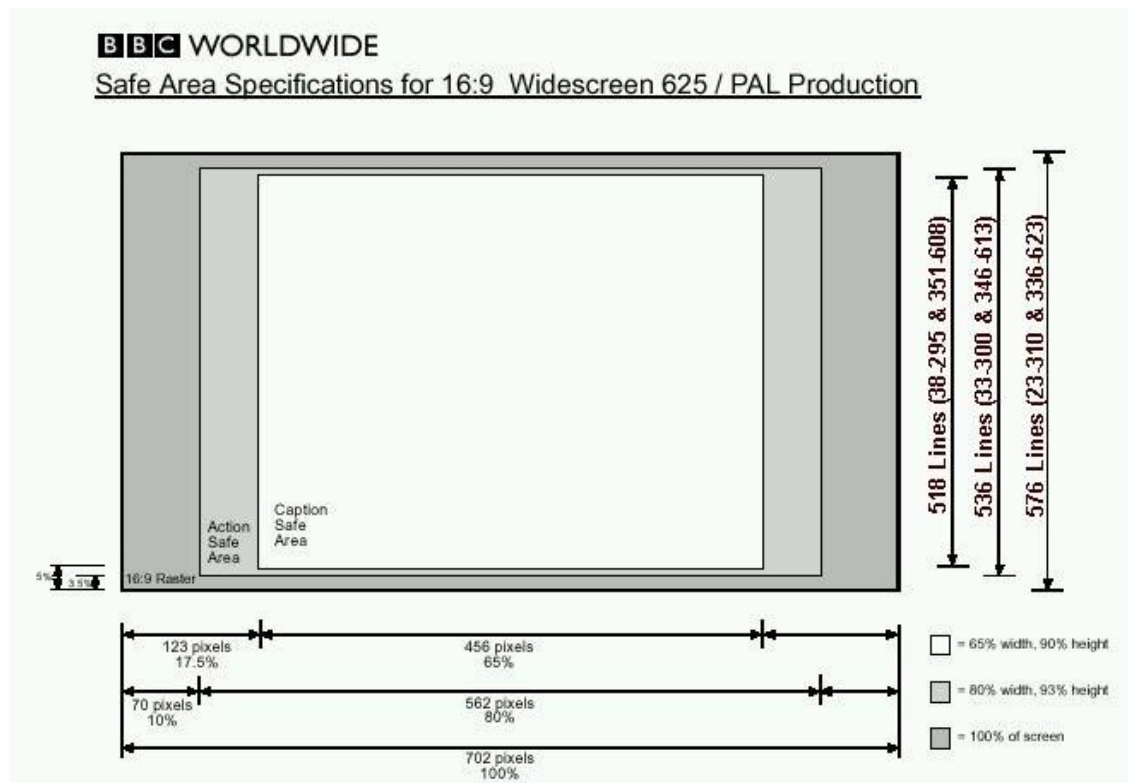 BBC WORLDWIDE
Safe Area Specifications for 16:9 Widescreen 625 / PAL Production
518 Lines (38-295 & 351-608)
536 Lines (33-300 & 346-613)
576 Lines (23-310 & 336-623)
Caption
Safe
Area
Action
Safe
Area
16:9 Raster
5%
3.5%
123 pixels
17.5%
456 pixels
65%
70 pixels
10%
562 pixels
80%
702 pixels
100%
= 65% width, 90% height
= 80% width, 93% height
= 100% of screen